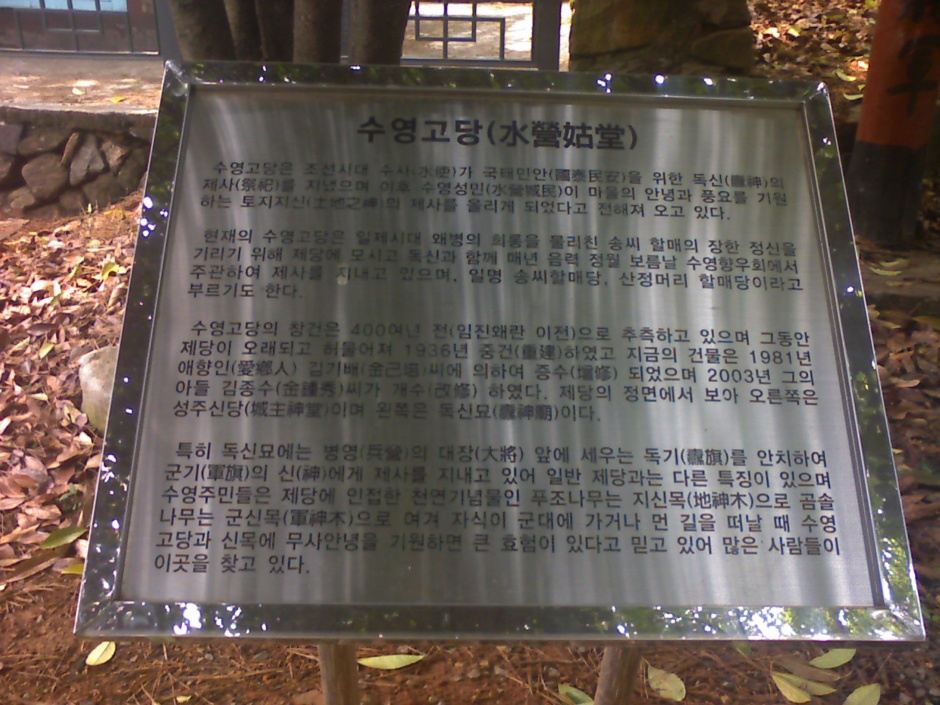 수영고당(水營姑堂)
수영고당은 조선시대 수사(水使)가 국태민안(國泰民安)을 위한 독신(纛神)의
제사(祭祀)를 지냈으며 이후 수영성민(水營城民)이 마을의 안녕과 풍요를 기원
하는 토지지신(土地之神)의 제사를 올리게 되었다고 전해져 오고 있다.
현재의 수영고당은 일제시대 왜병의 희롱을 물리친 송씨 할매의 장한 정신을
기리기 위해 제당에 모시고 독신과 함께 매년 음력 정월 보름날 수영향우회에서
주관하여 제사를 지내고 있으며, 일명 송씨할매당, 산정머리 할매당이라고
부르기도 한다.
수영고당의 창건은 400여년 전(임진왜란 이전)으로 추측하고 있으며 그동안
제당이 오래되고 허물어져 1936년 중건(重建)하였고 지금의 건물은 1981년
애향인(愛鄕人) 김기배(金己培)씨에 의하여 증수(增修) 되었으며 2003년 그의
아들 김종수(金鍾秀)씨가 개수(改修) 하였다. 제당의 정면에서 보아 오른쪽은
성주신당(城主神堂)이며 왼쪽은 독신묘(纛神廟)이다.
특히 독신묘에는 병영(兵營)의 대장(大將) 앞에 세우는 독기(纛旗)를 안치하여
군기(軍旗)의 신(神)에게 제사를 지내고 있어 일반 제당과는 다른 특징이 있으며
수영주민들은 제당에 인접한 천연기념물인 푸조나무는 지신목(地神木)으로 곰솔
나무는 군신목(軍神木)으로 여겨 자식이 군대에 가거나 먼 길을 떠날 때 수영
고당과 신목에 무사안녕을 기원하면 큰 효험이 있다고 믿고 있어 많은 사람들이
이곳을 찾고 있다.